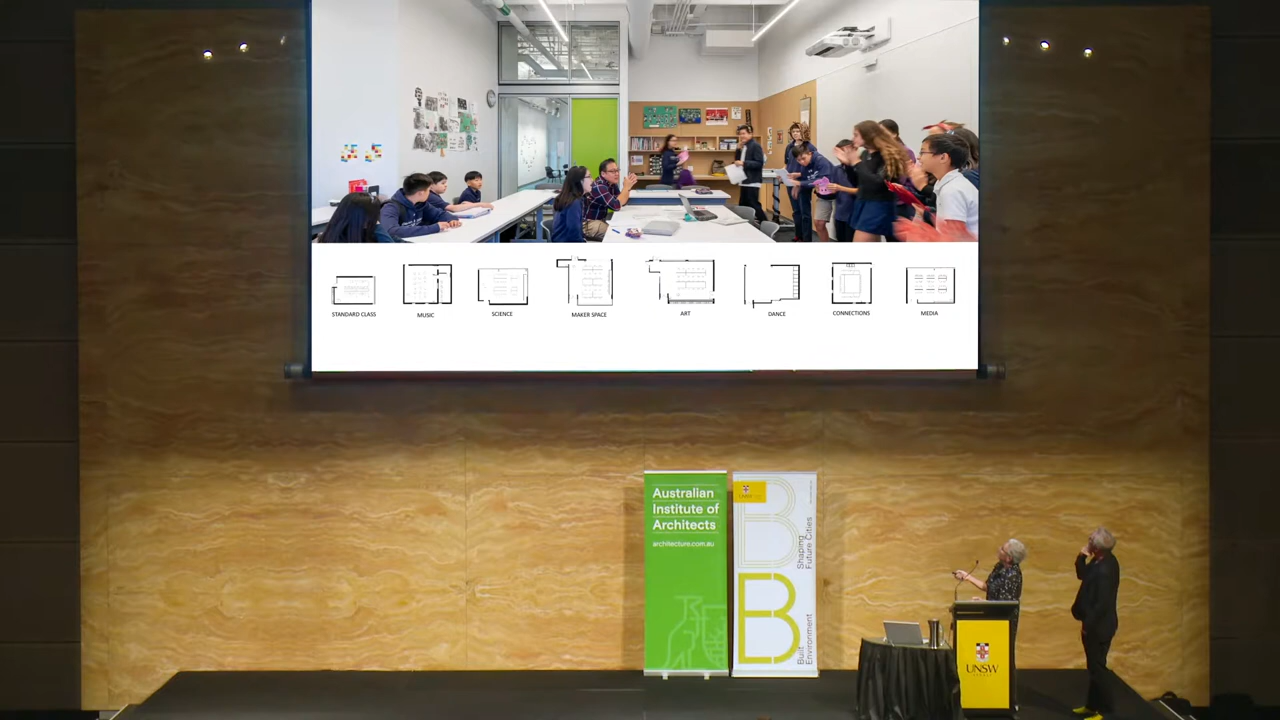 STANDARD CLASS
MUSIC
SCIENCE
MAKER SPACE
ART
DANCE
CONNECTIONS
MEDIA
Australian
Institute of
Architects
architecture.com.au
UNSW
B
B
Shaping
Future Cities
Built
Environment
UNSW